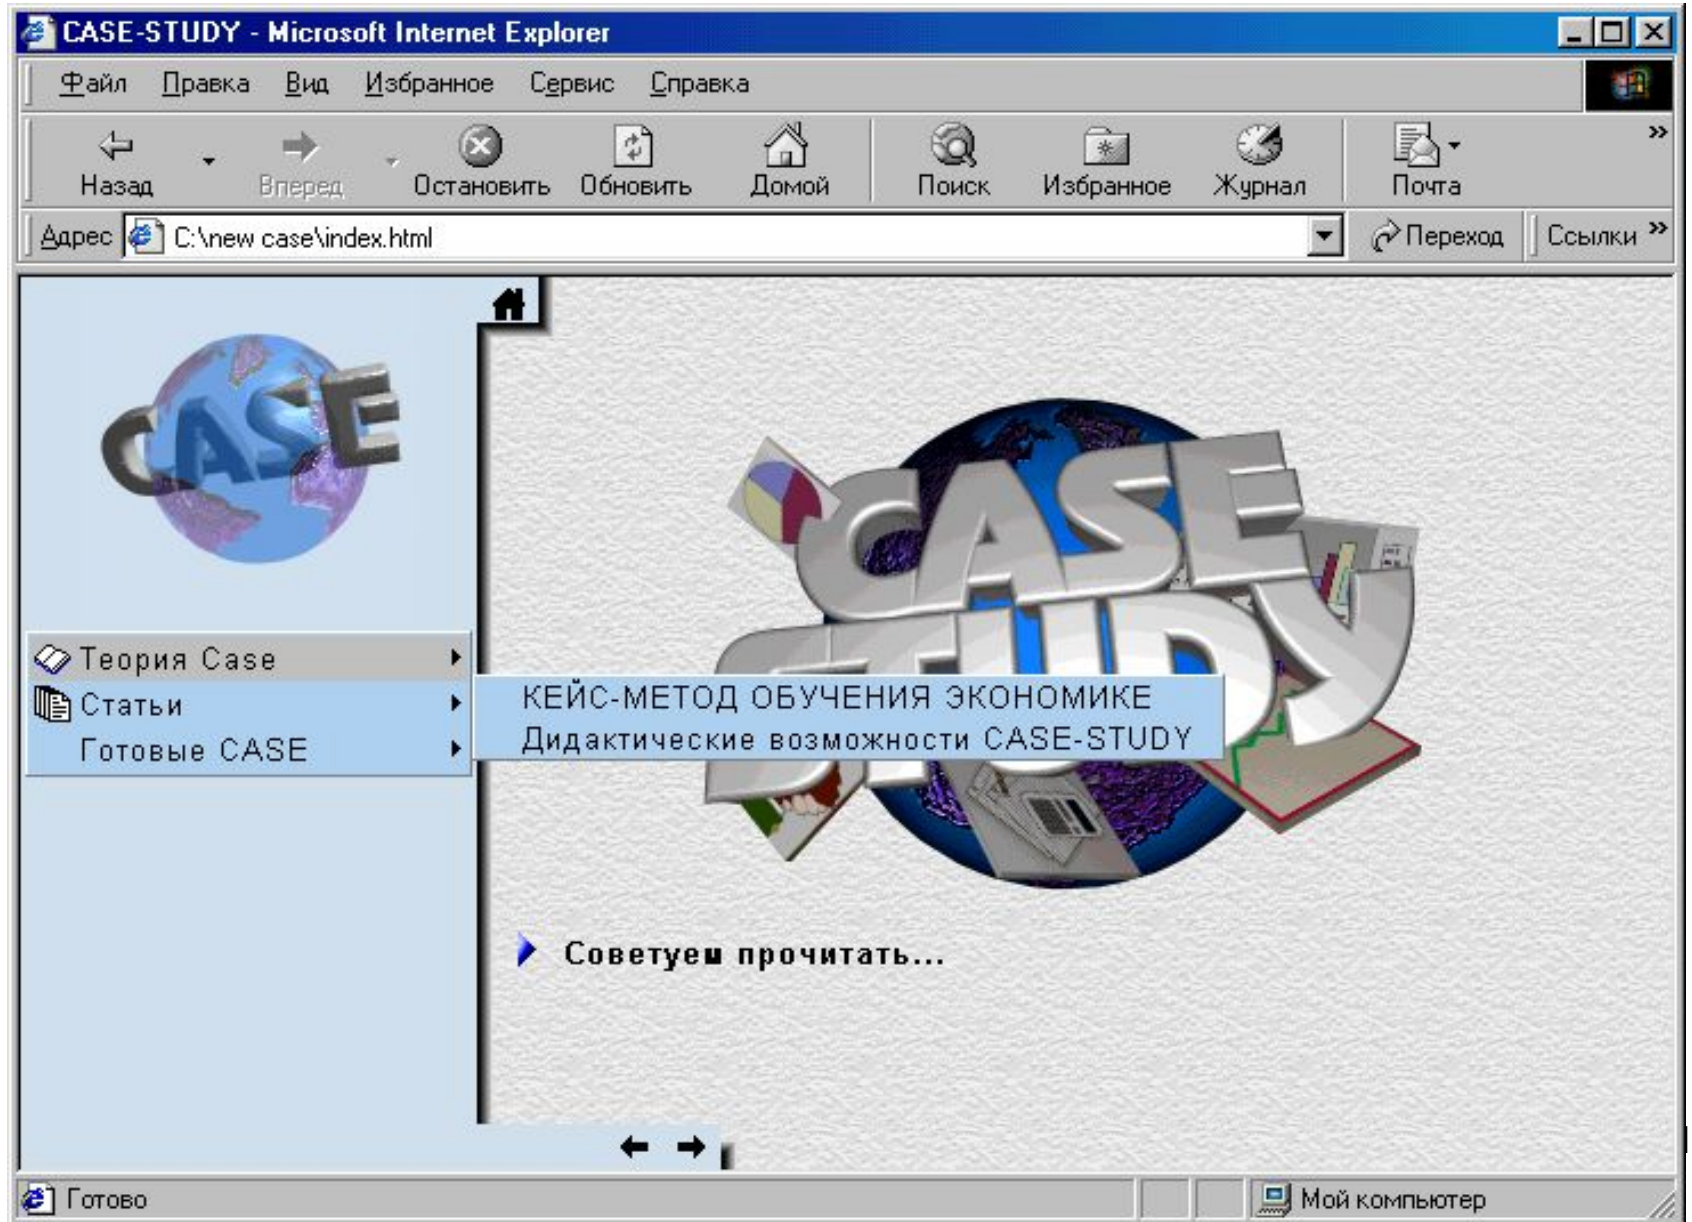 CASE-STUDY - Microsoft Internet Explorer
Файл Правка Вид Избранное Сервис Справка
Назад Вперед Остановить Обновить Домой Поиск Избранное Журнал Почта »
Адрес C:\new case\index.html Переход Ссылки »
CASE
CASE
STUDY
Теория Case
Статьи
Готовые CASE
КЕЙС-МЕТОД ОБУЧЕНИЯ ЭКОНОМИКЕ
Дидактические возможности CASE-STUDY
Советуем прочитать...
Готово Мой компьютер